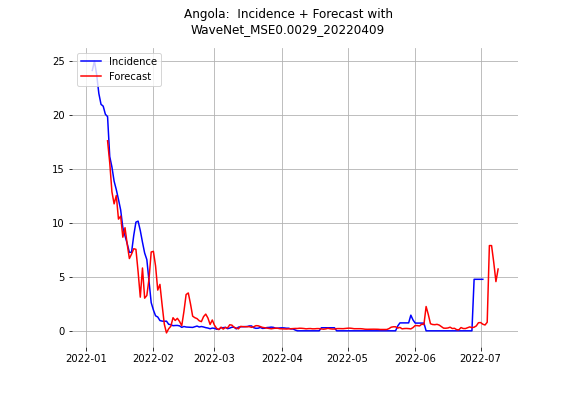 Angola:  Incidence + Forecast with
WaveNet_MSE0.0029_20220409
Incidence
Forecast
25
20
15
10
5
0
2022-01 2022-02 2022-03 2022-04 2022-05 2022-06 2022-07